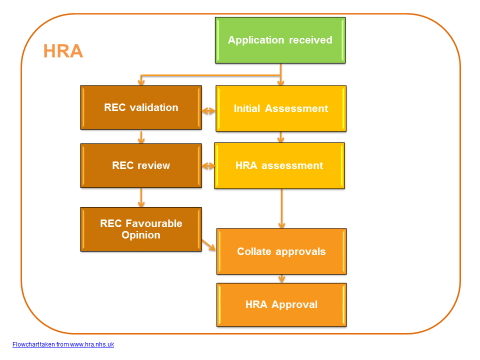 Application received
HRA
REC validation
Initial Assessment
REC review
HRA assessment
REC Favourable
Opinion
Collate approvals
HRA Approval
Flowchart taken from www.hra.nhs.uk